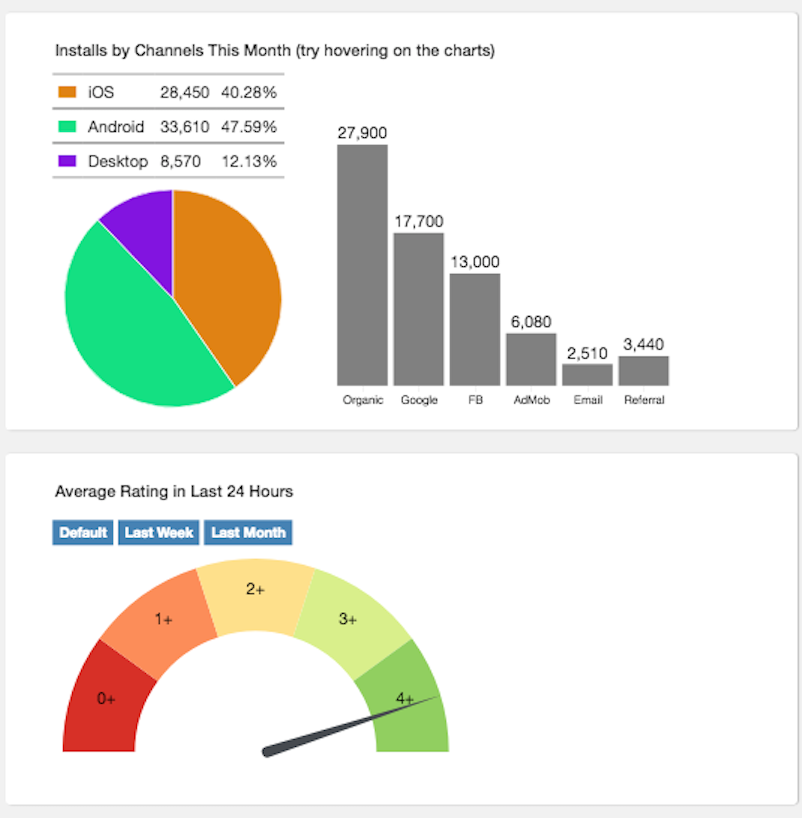 Installs by Channels This Month (try hovering on the charts)
iOS 28,450 40.28%
Android 33,610 47.59%
Desktop 8,570 12.13%
27,900
17,700
13,000
6,080
2,510
3,440
Organic Google FB AdMob Email Referral
Average Rating in Last 24 Hours
Default Last Week Last Month
0+
1+
2+
3+
4+